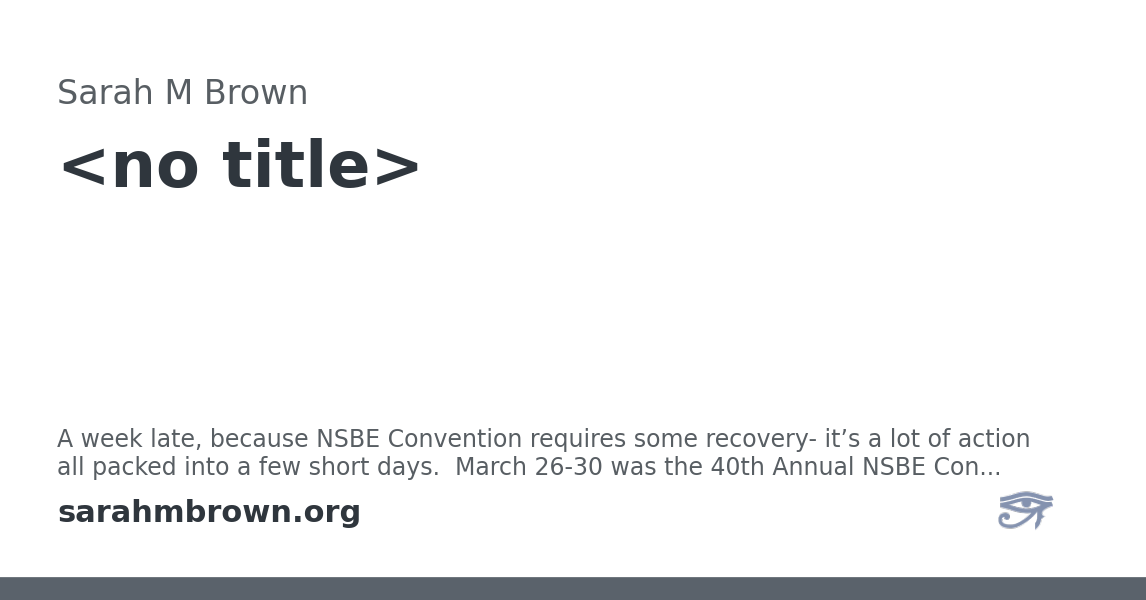 Sarah M Brown
<no title>
A week late, because NSBE Convention requires some recovery- it’s a lot of action
all packed into a few short days.  March 26-30 was the 40th Annual NSBE Con...
sarahmbrown.org